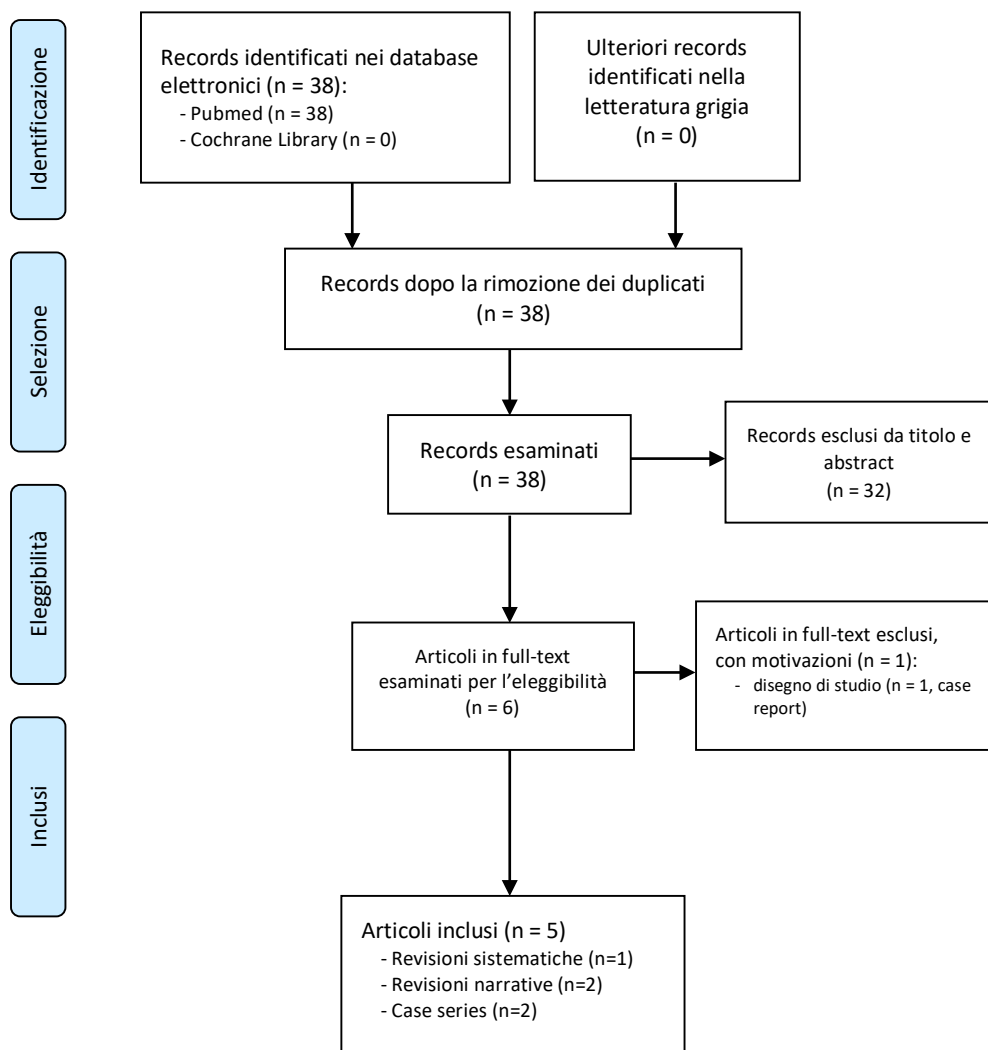 Identificazione
Records identificati nei database
elettronici (n = 38):
- Pubmed (n = 38)
- Cochrane Library (n = 0)
Ulteriori records
identificati nella
letteratura grigia
(n = 0)
Selezione
Records dopo la rimozione dei duplicati
(n = 38)
Records esaminati
(n = 38)
Records esclusi da titolo e
abstract
(n = 32)
Eleggibilità
Articoli in full-text
esaminati per l'eleggibilità
(n = 6)
Articoli in full-text esclusi,
con motivazioni (n = 1):
- disegno di studio (n = 1, case
report)
Inclusi
Articoli inclusi (n = 5)
- Revisioni sistematiche (n=1)
- Revisioni narrative (n=2)
- Case series (n=2)